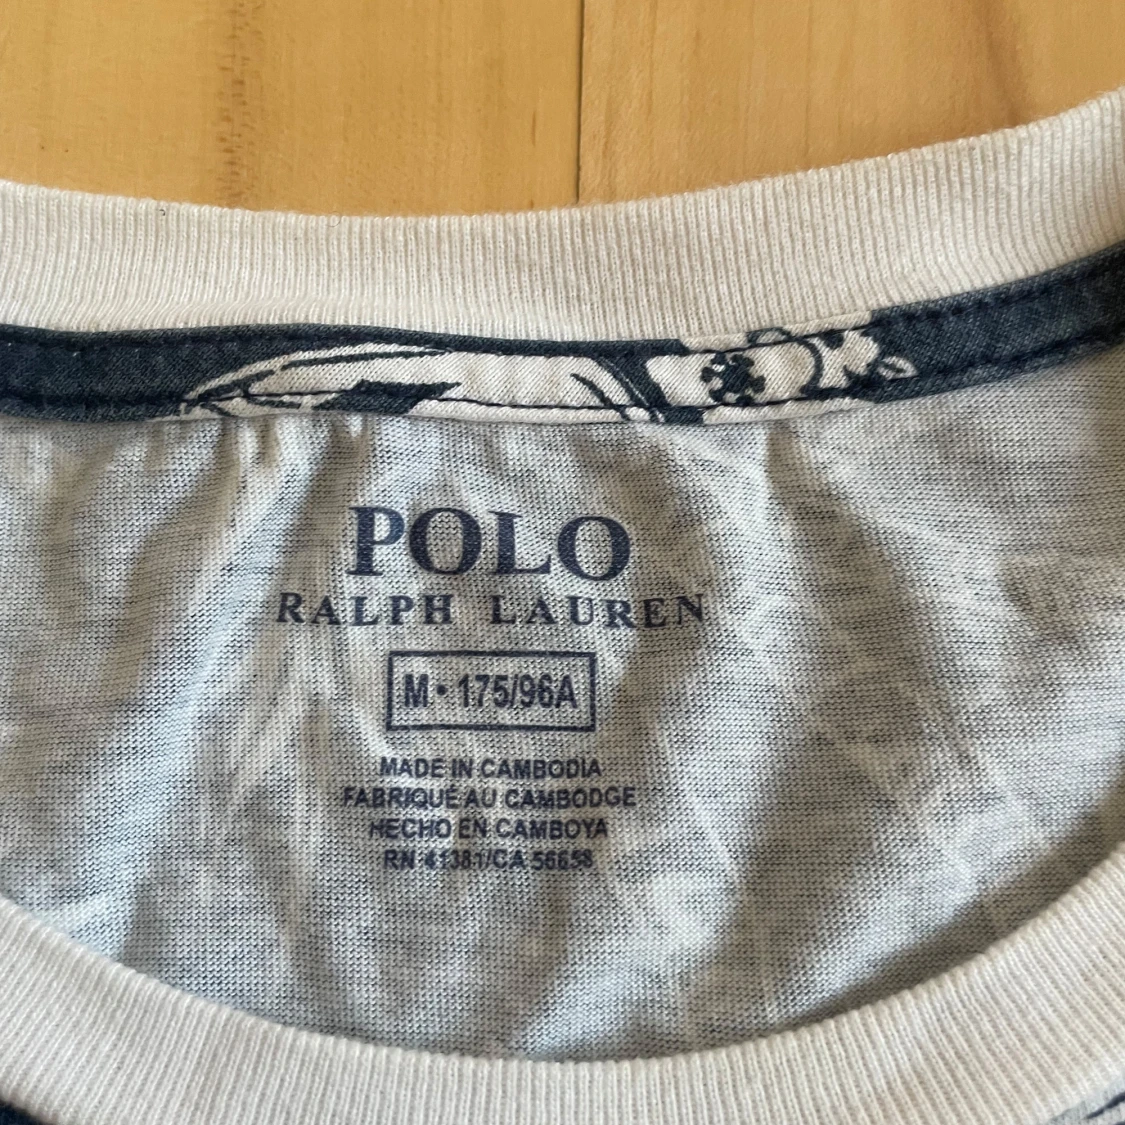 POLO
RALPH LAUREN
M • 175/96A
MADE IN CAMBODIA
FABRIQUÉ AU CAMBODGE
HECHO EN CAMBOYA
RN 41381/CA 56658